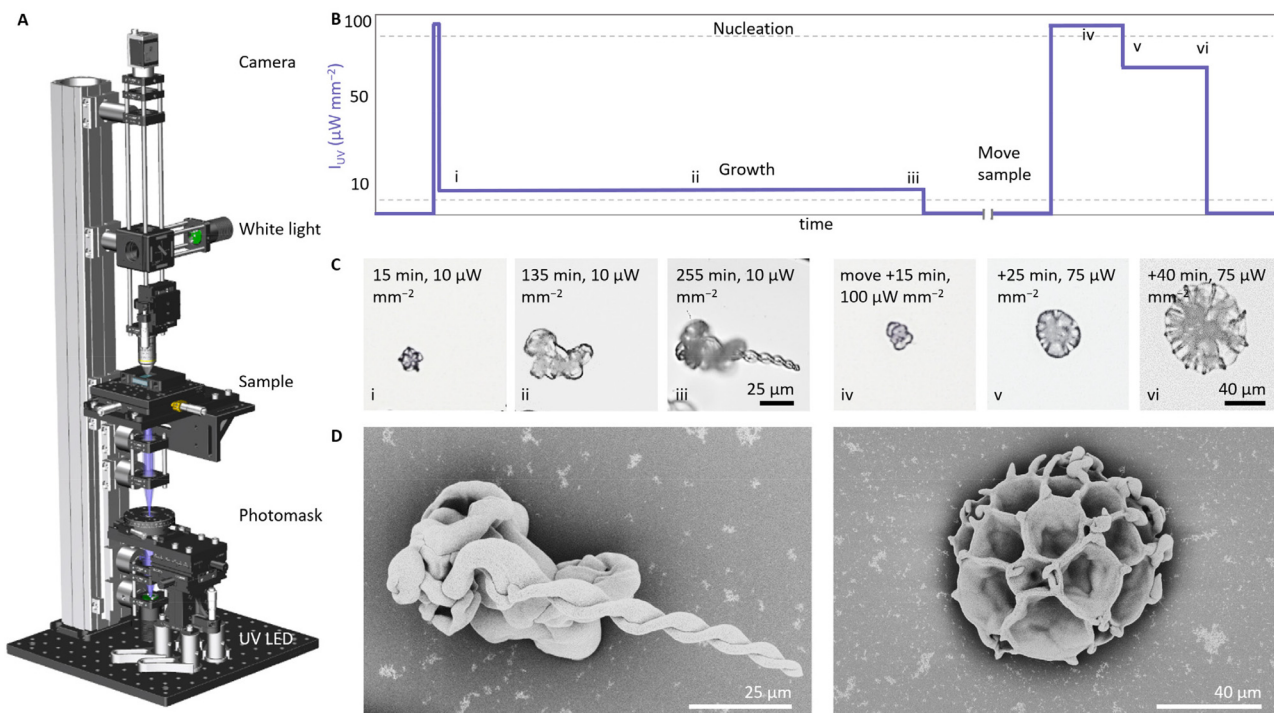 A
Camera
White light
Sample
Photomask
UV LED
B
I_UV (μW mm⁻²)
100
50
10
Nucleation
i
ii
Growth
iii
Move
sample
iv
v
vi
time
C
15 min, 10 μW
mm⁻²
i
135 min, 10 μW
mm⁻²
ii
255 min, 10 μW
mm⁻²
iii
25 μm
move +15 min,
100 μW mm⁻²
iv
+25 min, 75 μW
mm⁻²
v
+40 min, 75 μW
mm⁻²
vi
40 μm
D
25 μm
40 μm